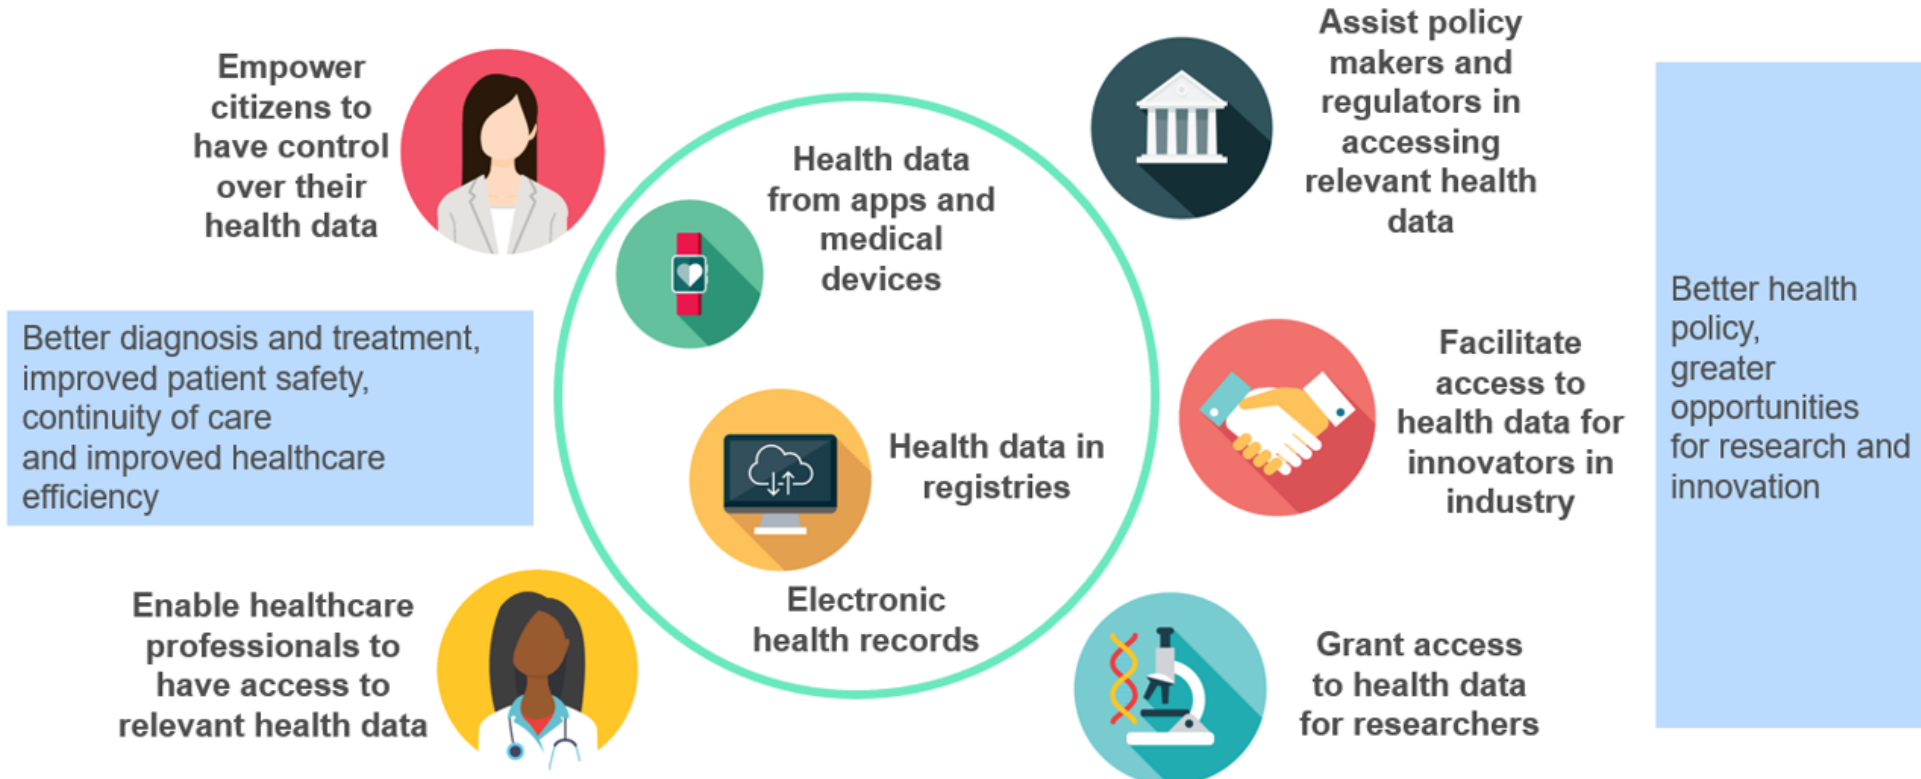 Empower
citizens to
have control
over their
health data
Better diagnosis and treatment,
improved patient safety,
continuity of care
and improved healthcare
efficiency
Enable healthcare
professionals to
have access to
relevant health data
Health data
from apps and
medical
devices
Health data in
registries
Electronic
health records
Assist policy
makers and
regulators in
accessing
relevant health
data
Facilitate
access to
health data for
innovators in
industry
Grant access
to health data
for researchers
Better health
policy,
greater
opportunities
for research and
innovation